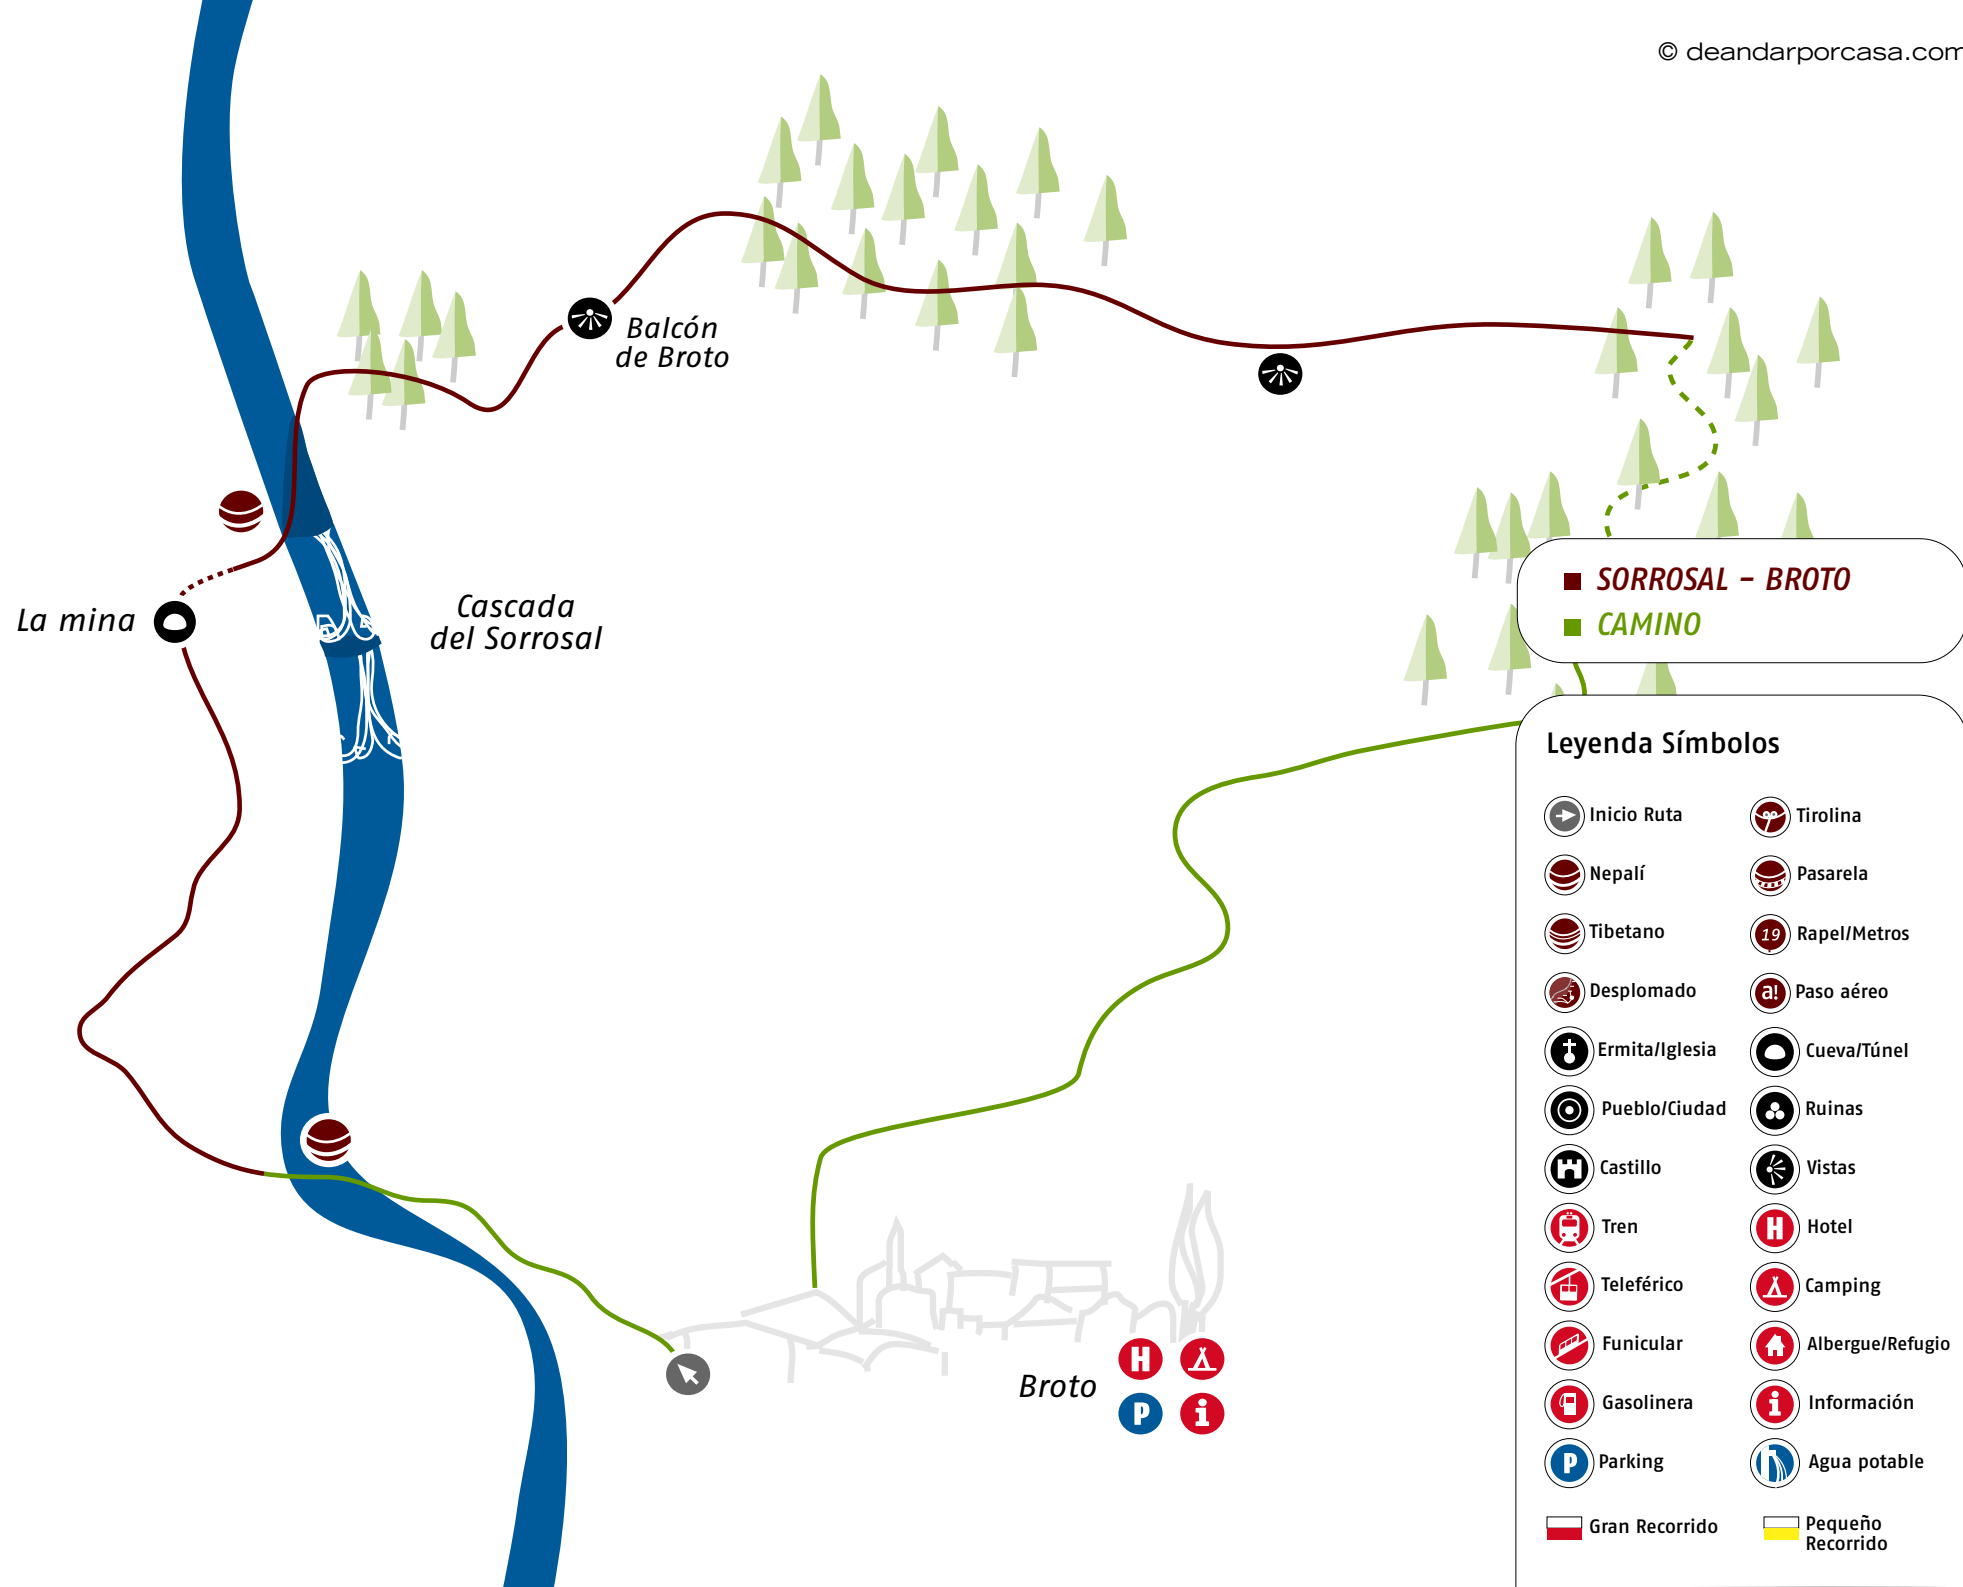 © deandarporcasa.com
Balcón
de Broto
La mina
Cascada
del Sorrosal
SORROSAL – BROTO
CAMINO
Leyenda Símbolos
Inicio Ruta
Tirolina
Nepalí
Pasarela
Tibetano
19
Rapel/Metros
Desplomado
a!
Paso aéreo
Ermita/Iglesia
Cueva/Túnel
Pueblo/Ciudad
Ruinas
Castillo
Vistas
Tren
H
Hotel
Teleférico
Camping
Funicular
Albergue/Refugio
Gasolinera
i
Información
P
Parking
Agua potable
Gran Recorrido
Pequeño
Recorrido
Broto
H
P
i